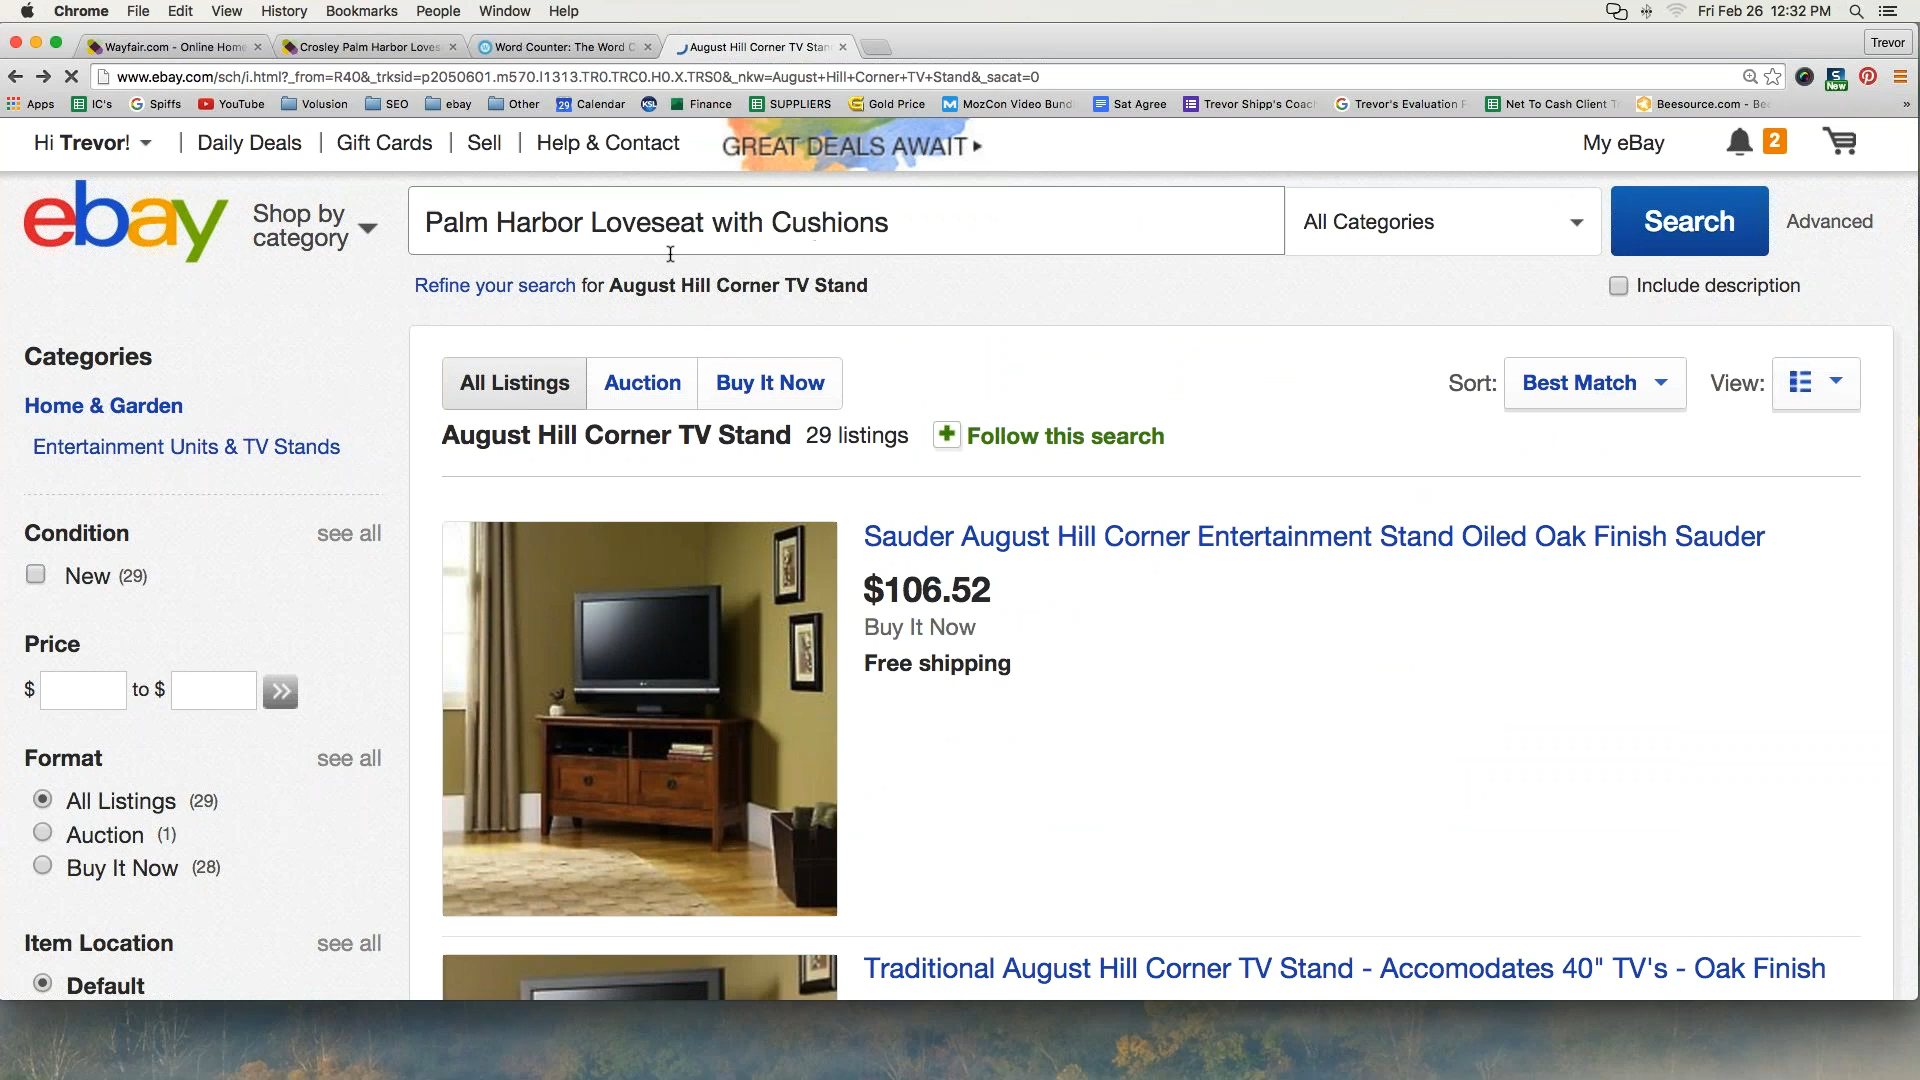 Chrome File Edit View History Bookmarks People Window Help Fri Feb 26 12:32 PM
Wayfair.com - Online Home Crosley Palm Harbor Loves Word Counter: The Word C August Hill Corner TV Stan Trevor
www.ebay.com/sch/i.html?_from=R40&_trksid=p2050601.m570.l1313.TR0.TRC0.H0.X.TRS0&_nkw=August+Hill+Corner+TV+Stand&_sacat=0
New
Apps IC's Spiffs YouTube Volusion SEO ebay Other 29 Calendar KSL Finance SUPPLIERS Gold Price MozCon Video Bund Sat Agree Trevor Shipp's Coac Trevor's Evaluation F Net To Cash Client T Beesource.com - Be »
Hi Trevor! Daily Deals Gift Cards Sell Help & Contact GREAT DEALS AWAIT My eBay 2
ebay Shop by category Palm Harbor Loveseat with Cushions All Categories Search Advanced
Refine your search for August Hill Corner TV Stand Include description
Categories
Home & Garden
Entertainment Units & TV Stands
Condition see all
New (29)
Price
$ to $
Format see all
All Listings (29)
Auction (1)
Buy It Now (28)
Item Location see all
Default
All Listings Auction Buy It Now Sort: Best Match View:
August Hill Corner TV Stand 29 listings Follow this search
Sauder August Hill Corner Entertainment Stand Oiled Oak Finish Sauder
$106.52
Buy It Now
Free shipping
Traditional August Hill Corner TV Stand - Accomodates 40" TV's - Oak Finish